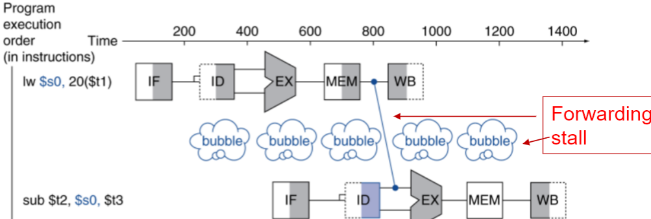 Program
execution
order
(in instructions)
Time
200 400 600 800 1000 1200 1400
lw $s0, 20($t1)
IF ID EX MEM WB
bubble bubble bubble bubble bubble
Forwarding
stall
sub $t2, $s0, $t3
IF ID EX MEM WB